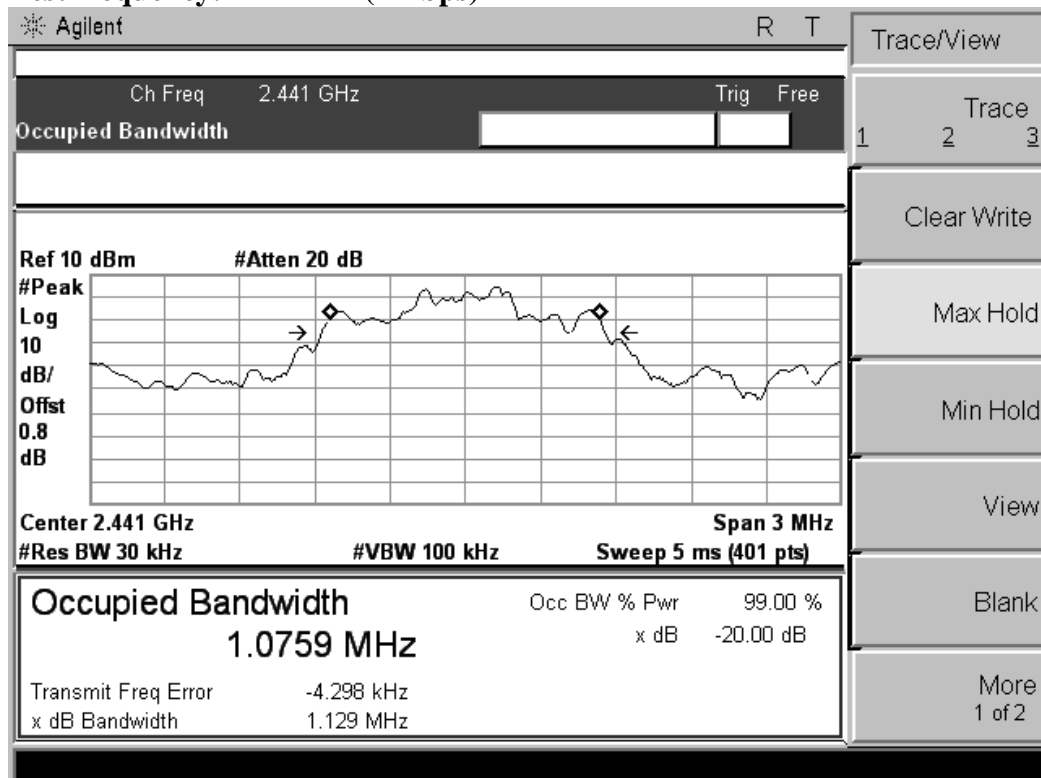 Agilent R T
Trace/View
Ch Freq 2.441 GHz Trig Free
Occupied Bandwidth
Trace
1 2 3
Clear Write
Ref 10 dBm #Atten 20 dB
#Peak
Log
10
dB/
Offst
0.8
dB
Max Hold
Min Hold
View
Center 2.441 GHz Span 3 MHz
#Res BW 30 kHz #VBW 100 kHz Sweep 5 ms (401 pts)
Occupied Bandwidth Occ BW % Pwr 99.00 %
1.0759 MHz x dB -20.00 dB
Blank
Transmit Freq Error -4.298 kHz
x dB Bandwidth 1.129 MHz
More
1 of 2